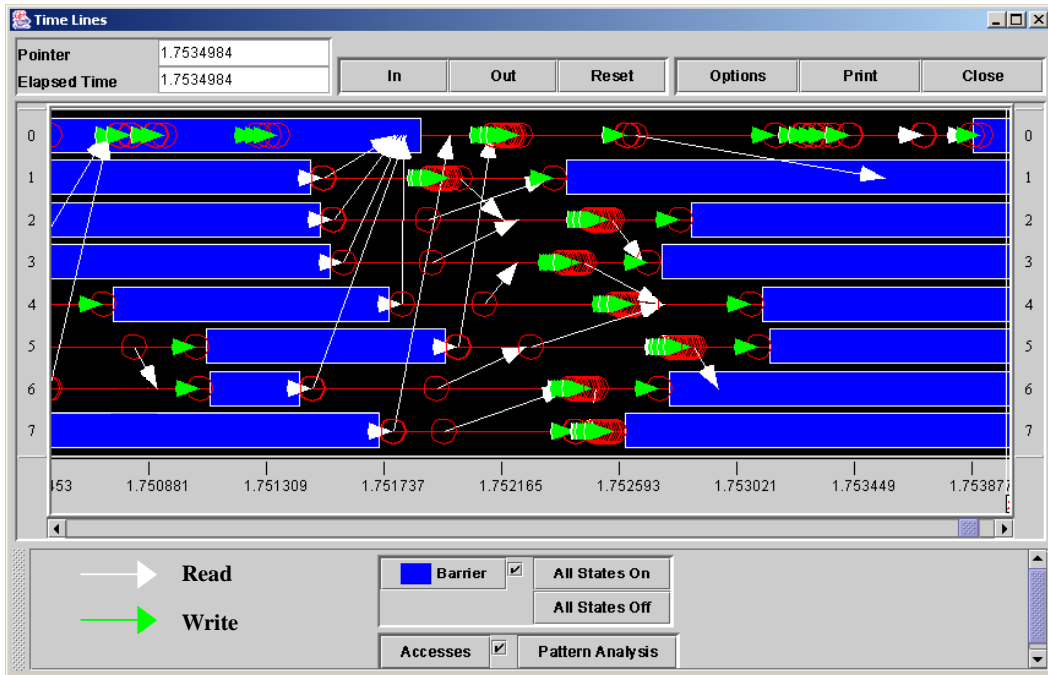 Time Lines
Pointer 1.7534984
Elapsed Time 1.7534984
In Out Reset Options Print Close
0 0
1 1
2 2
3 3
4 4
5 5
6 6
7 7
453 1.750881 1.751309 1.751737 1.752165 1.752593 1.753021 1.753449 1.753877
Read
Write
Barrier All States On
All States Off
Accesses Pattern Analysis